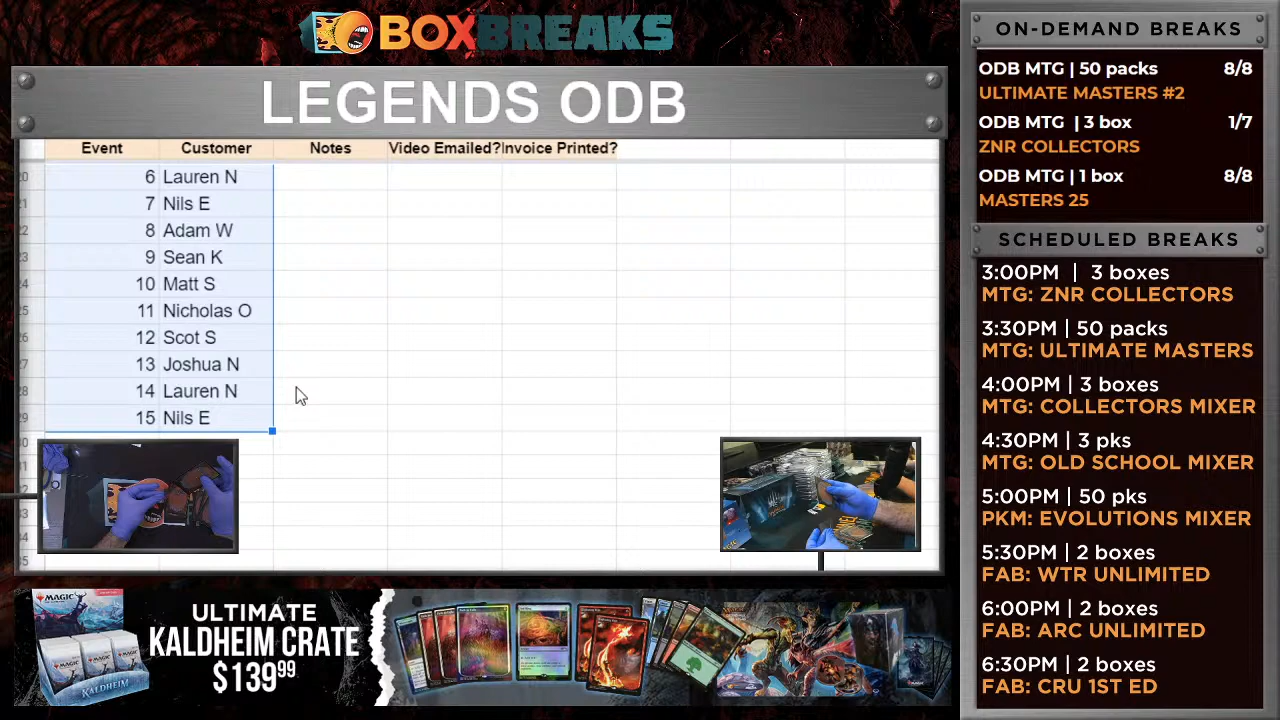 BOXBREAKS
LEGENDS ODB
Event Customer Notes Video Emailed? Invoice Printed?
6 Lauren N
7 Nils E
8 Adam W
9 Sean K
10 Matt S
11 Nicholas O
12 Scot S
13 Joshua N
14 Lauren N
15 Nils E
MAGIC
KALDHEIM
ULTIMATE
KALDHEIM CRATE
$139.99
ON-DEMAND BREAKS
ODB MTG | 50 packs 8/8
ULTIMATE MASTERS #2
ODB MTG | 3 box 1/7
ZNR COLLECTORS
ODB MTG | 1 box 8/8
MASTERS 25
SCHEDULED BREAKS
3:00PM | 3 boxes
MTG: ZNR COLLECTORS
3:30PM | 50 packs
MTG: ULTIMATE MASTERS
4:00PM | 3 boxes
MTG: COLLECTORS MIXER
4:30PM | 3 pks
MTG: OLD SCHOOL MIXER
5:00PM | 50 pks
PKM: EVOLUTIONS MIXER
5:30PM | 2 boxes
FAB: WTR UNLIMITED
6:00PM | 2 boxes
FAB: ARC UNLIMITED
6:30PM | 2 boxes
FAB: CRU 1ST ED